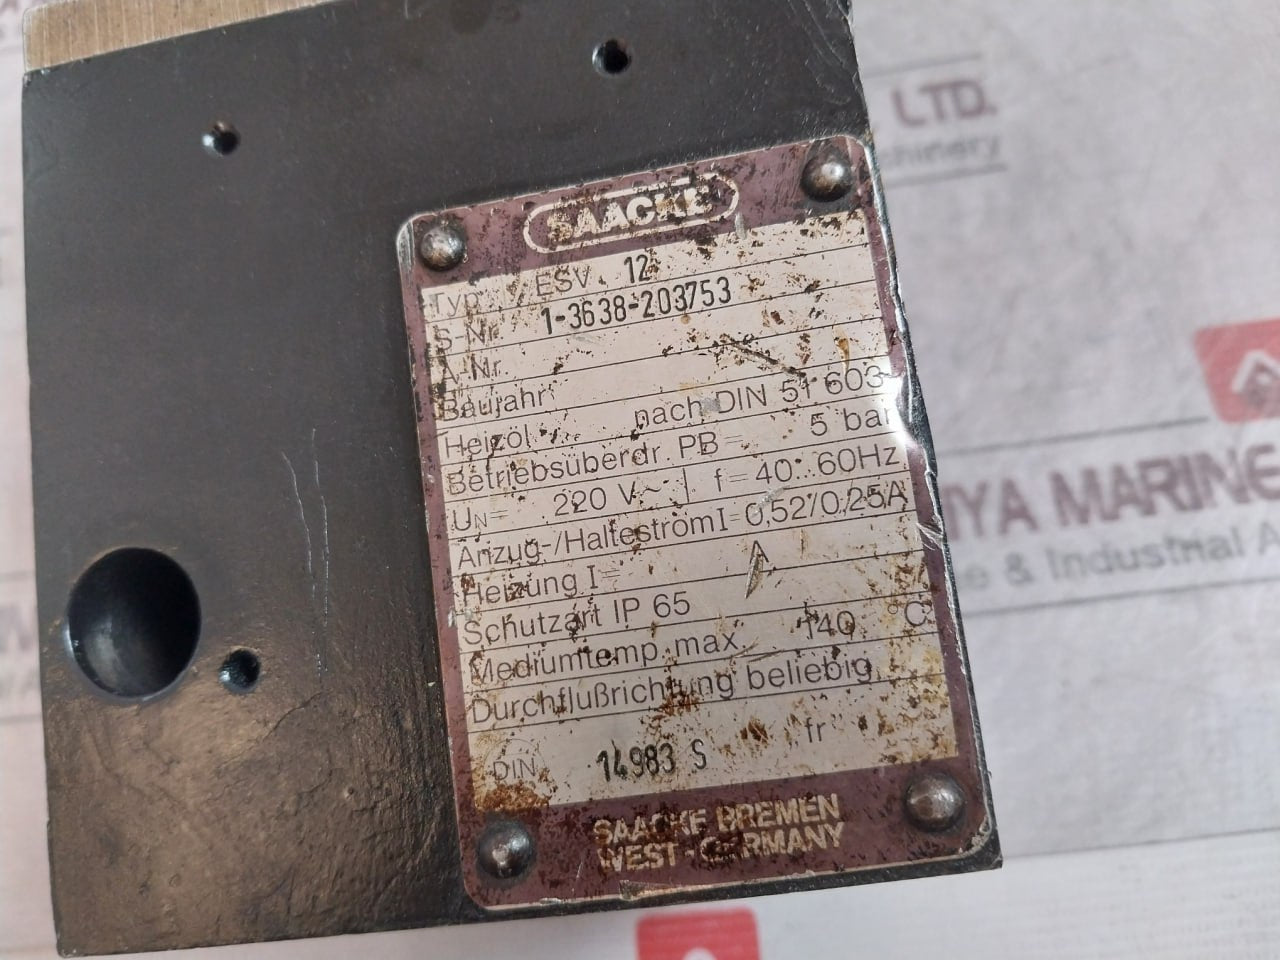 LTD.
SAACKE
Typ ESV 12
S-Nr. 1-3638-203753
A.Nr.
Baujahr
Heizöl nach DIN 51 603
Betriebsüberdr. PB= 5 bar
UN= 220 V~ f=40..60Hz
Anzug-/Halteström I=0,52/0,25A
Heizung I= A
Schutzart IP 65
Mediumtemp. max. 140 °C
Durchflußrichtung beliebig
DIN 14983 S fr
SAACKE BREMEN
WEST-GERMANY
MARINE
& Industrial